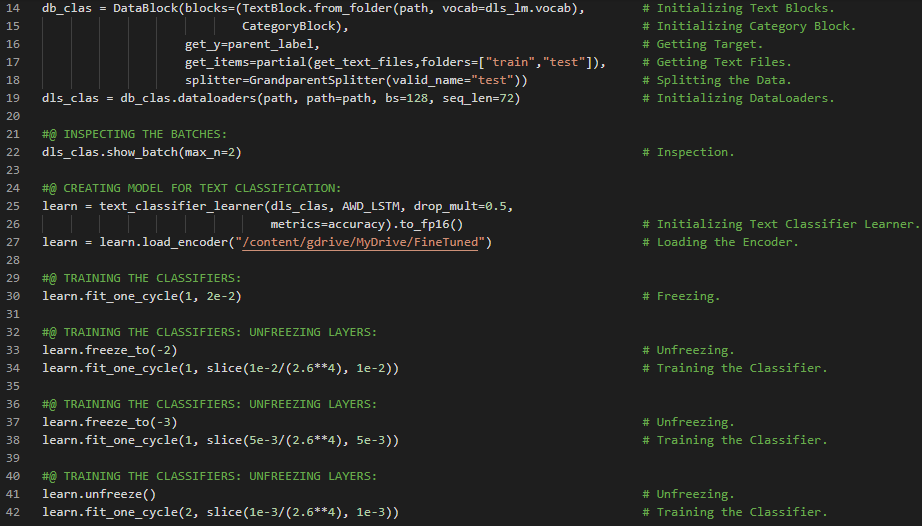 14 db_clas = DataBlock(blocks=(TextBlock.from_folder(path, vocab=dls_lm.vocab), # Initializing Text Blocks.
15 CategoryBlock), # Initializing Category Block.
16 get_y=parent_label, # Getting Target.
17 get_items=partial(get_text_files,folders=["train","test"]), # Getting Text Files.
18 splitter=GrandparentSplitter(valid_name="test")) # Splitting the Data.
19 dls_clas = db_clas.dataloaders(path, path=path, bs=128, seq_len=72) # Initializing DataLoaders.
20
21 #@ INSPECTING THE BATCHES:
22 dls_clas.show_batch(max_n=2) # Inspection.
23
24 #@ CREATING MODEL FOR TEXT CLASSIFICATION:
25 learn = text_classifier_learner(dls_clas, AWD_LSTM, drop_mult=0.5,
26 metrics=accuracy).to_fp16() # Initializing Text Classifier Learner.
27 learn = learn.load_encoder("/content/gdrive/MyDrive/FineTuned") # Loading the Encoder.
28
29 #@ TRAINING THE CLASSIFIERS:
30 learn.fit_one_cycle(1, 2e-2) # Freezing.
31
32 #@ TRAINING THE CLASSIFIERS: UNFREEZING LAYERS:
33 learn.freeze_to(-2) # Unfreezing.
34 learn.fit_one_cycle(1, slice(1e-2/(2.6**4), 1e-2)) # Training the Classifier.
35
36 #@ TRAINING THE CLASSIFIERS: UNFREEZING LAYERS:
37 learn.freeze_to(-3) # Unfreezing.
38 learn.fit_one_cycle(1, slice(5e-3/(2.6**4), 5e-3)) # Training the Classifier.
39
40 #@ TRAINING THE CLASSIFIERS: UNFREEZING LAYERS:
41 learn.unfreeze() # Unfreezing.
42 learn.fit_one_cycle(2, slice(1e-3/(2.6**4), 1e-3)) # Training the Classifier.